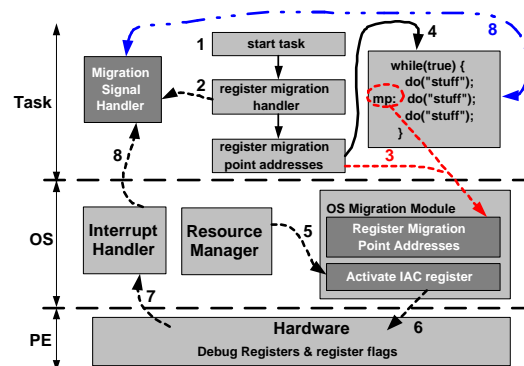 1
start task
2
register migration
handler
register migration
point addresses
Migration
Signal
Handler
4
while(true) {
do("stuff");
mp: do("stuff");
do("stuff");
}
8
3
Task
8
OS
Interrupt
Handler
Resource
Manager
5
OS Migration Module
Register Migration
Point Addresses
Activate IAC register
7
6
PE
Hardware
Debug Registers & register flags